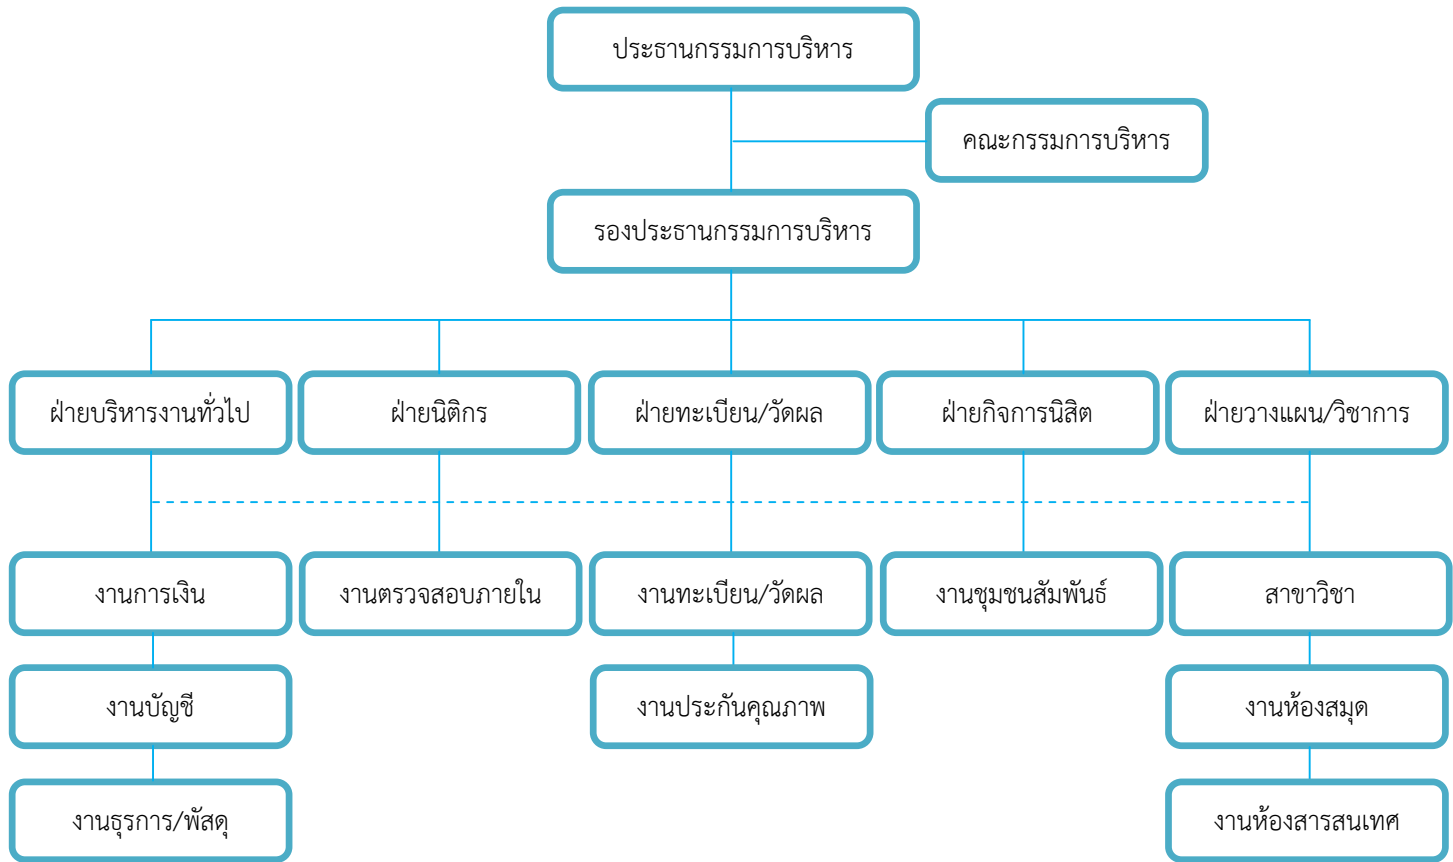 ประธานกรรมการบริหาร
คณะกรรมการบริหาร
รองประธานกรรมการบริหาร
ฝ่ายบริหารงานทั่วไป
ฝ่ายนิติกร
ฝ่ายทะเบียน/วัดผล
ฝ่ายกิจการนิสิต
ฝ่ายวางแผน/วิชาการ
งานการเงิน
งานตรวจสอบภายใน
งานทะเบียน/วัดผล
งานชุมชนสัมพันธ์
สาขาวิชา
งานบัญชี
งานประกันคุณภาพ
งานห้องสมุด
งานธุรการ/พัสดุ
งานห้องสารสนเทศ